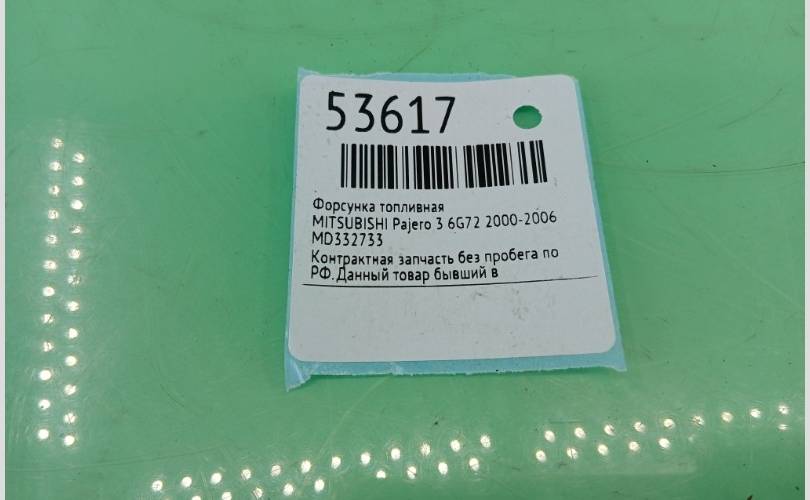 53617
Форсунка топливная
MITSUBISHI Pajero 3 6G72 2000-2006
MD332733
Контрактная запчасть без пробега по
РФ. Данный товар бывший в